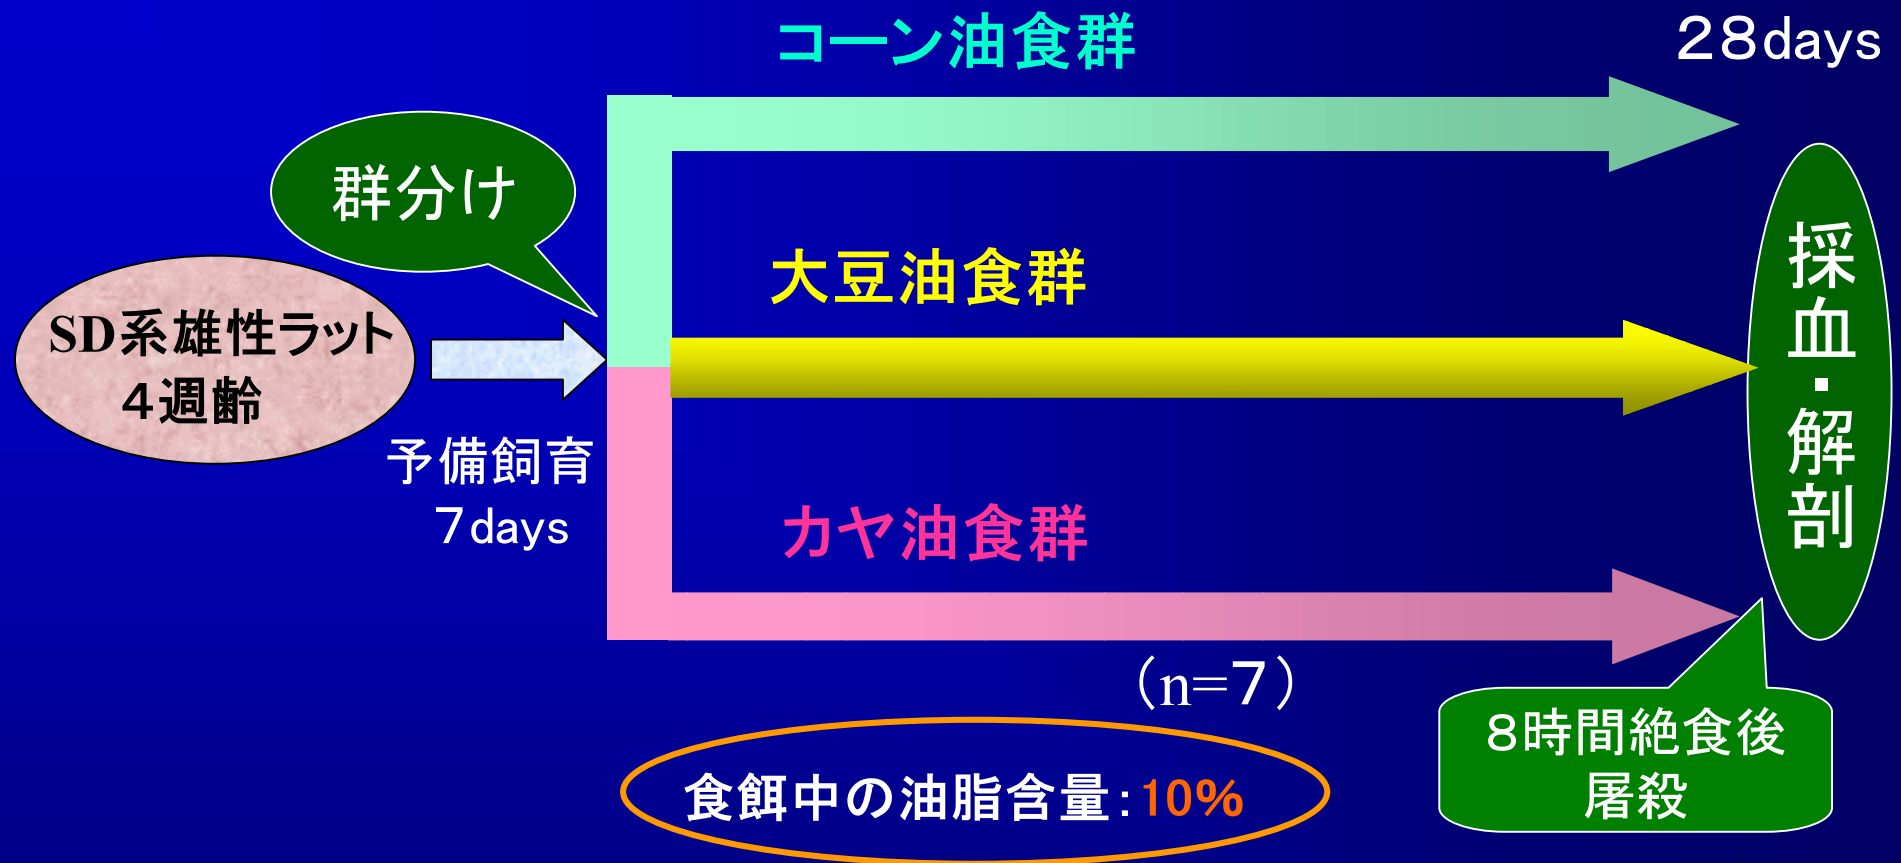 コーン油食群
28days
群分け
大豆油食群
SD系雄性ラット
4週齢
予備飼育
7days
カヤ油食群
採血・解剖
(n=7)
8時間絶食後
屠殺
食餌中の油脂含量:10%